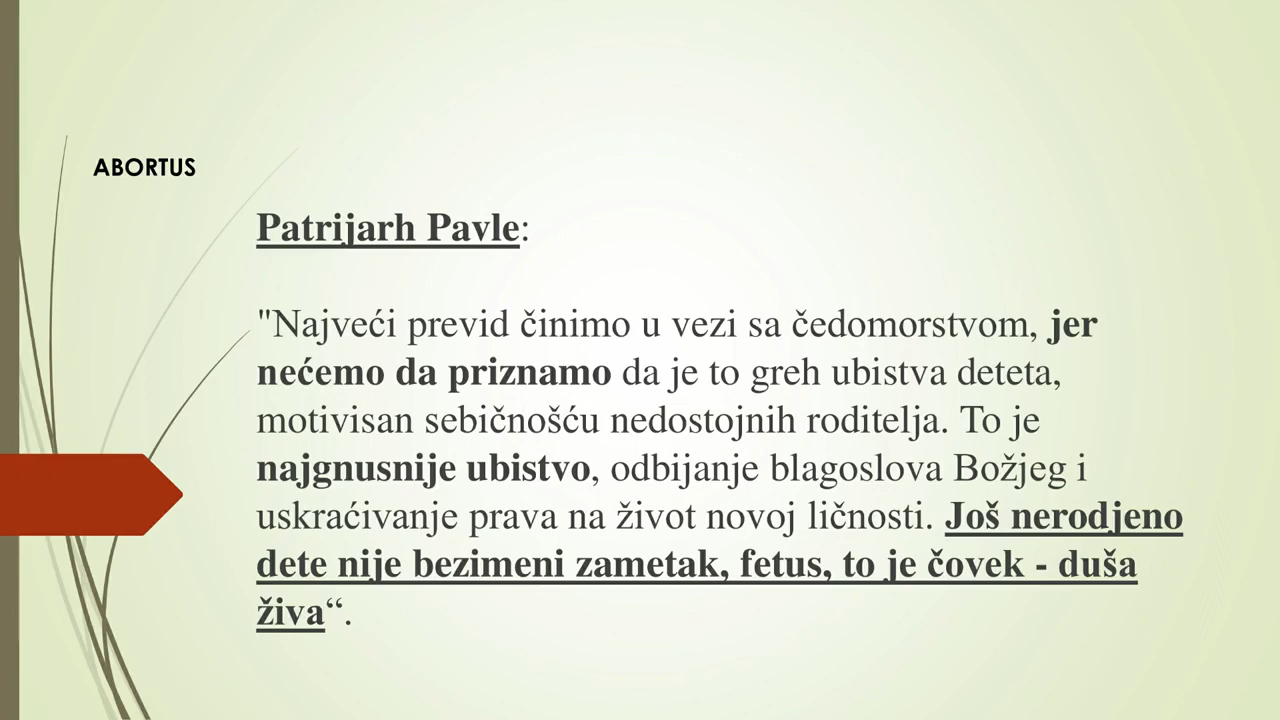 ABORTUS
Patrijarh Pavle:
"Najveći previd činimo u vezi sa čedomorstvom, jer
nećemo da priznamo da je to greh ubistva deteta,
motivisan sebičnošću nedostojnih roditelja. To je
najgnusnije ubistvo, odbijanje blagoslova Božjeg i
uskraćivanje prava na život novoj ličnosti. Još nerodjeno
dete nije bezimeni zametak, fetus, to je čovek - duša
živa“.